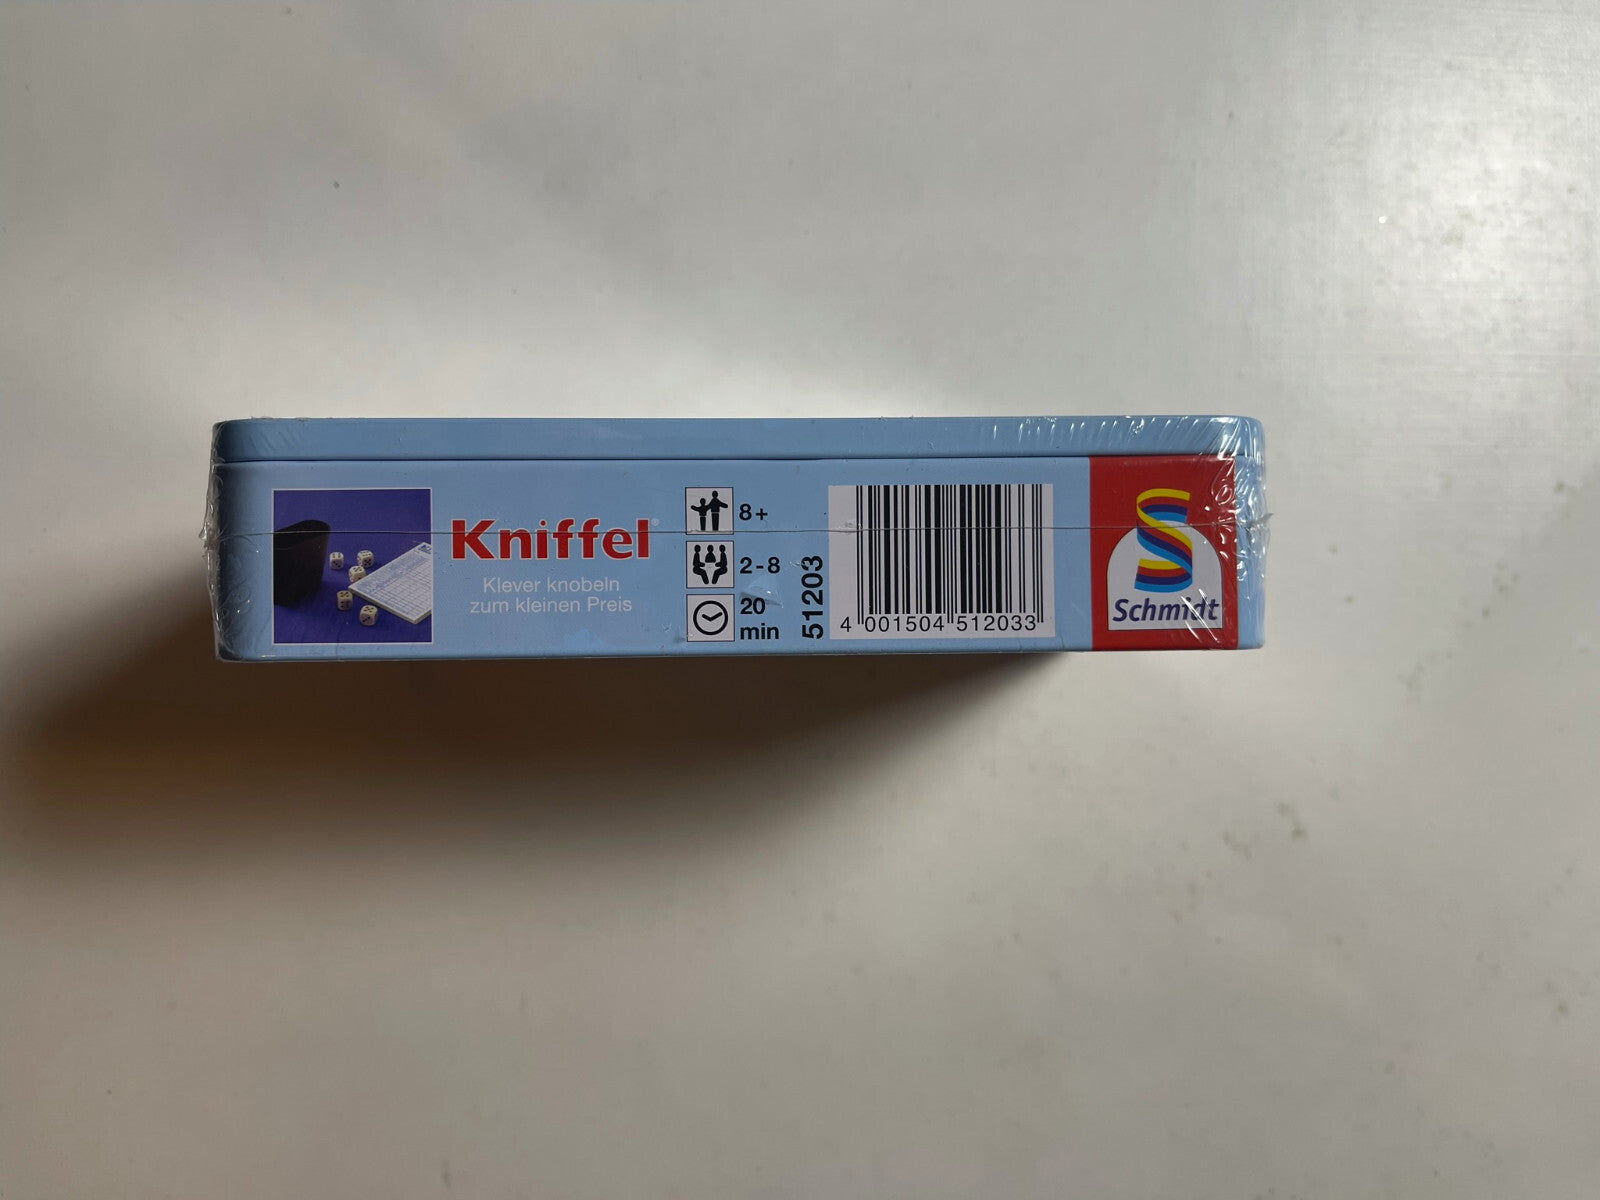 Kniffel®
Klever knobeln
zum kleinen Preis
8+
2-8
20
min
51203
4 001504 512033
Schmidt